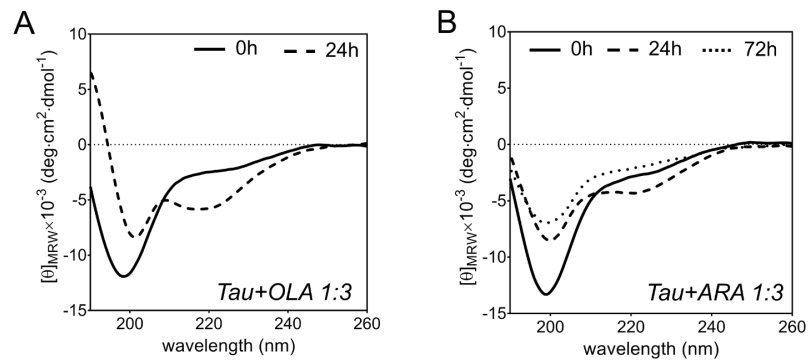 A
0h 24h
10
5
0
-5
-10
-15
[θ]MRW×10-3 (deg·cm2·dmol-1)
Tau+OLA 1:3
200 220 240 260
wavelength (nm)
B
0h 24h 72h
10
5
0
-5
-10
-15
[θ]MRW×10-3 (deg·cm2·dmol-1)
Tau+ARA 1:3
200 220 240 260
wavelength (nm)